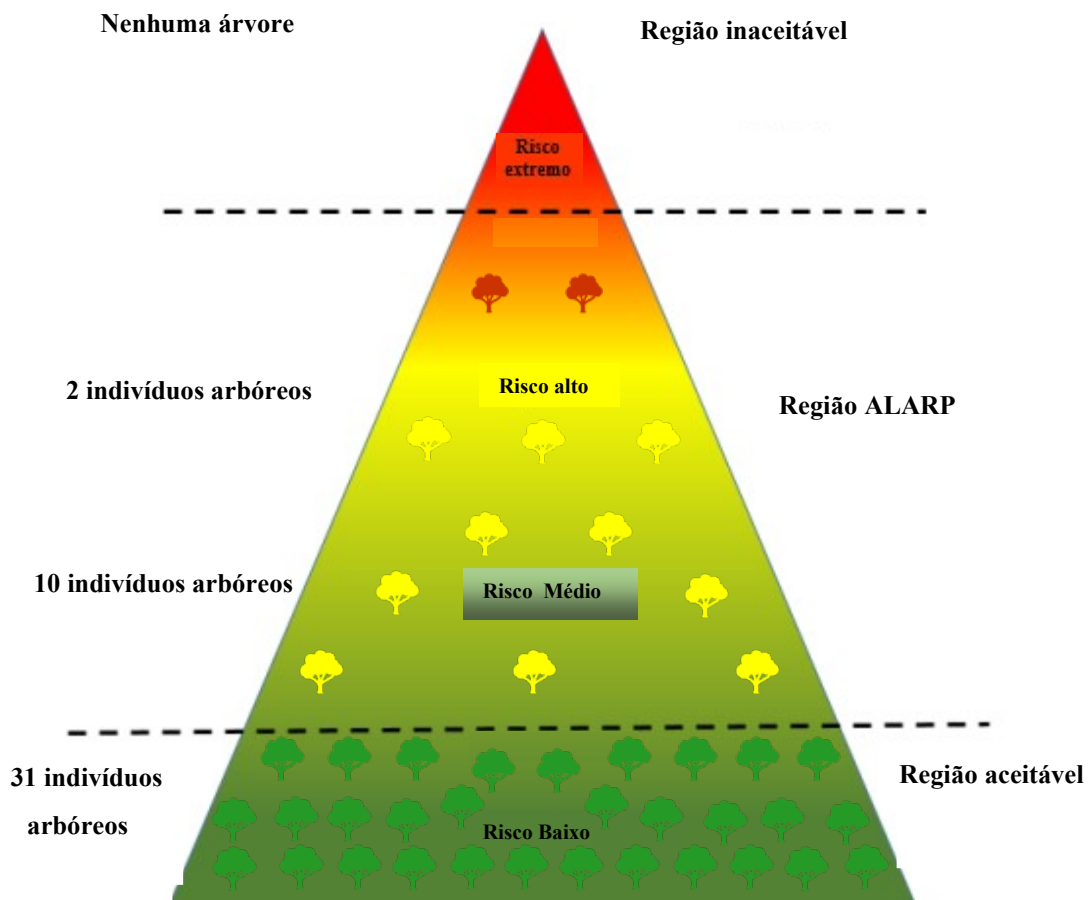 Nenhuma árvore
Região inaceitável
Risco
extremo
2 indivíduos arbóreos
Risco alto
Região ALARP
10 indivíduos arbóreos
Risco Médio
31 indivíduos
arbóreos
Risco Baixo
Região aceitável